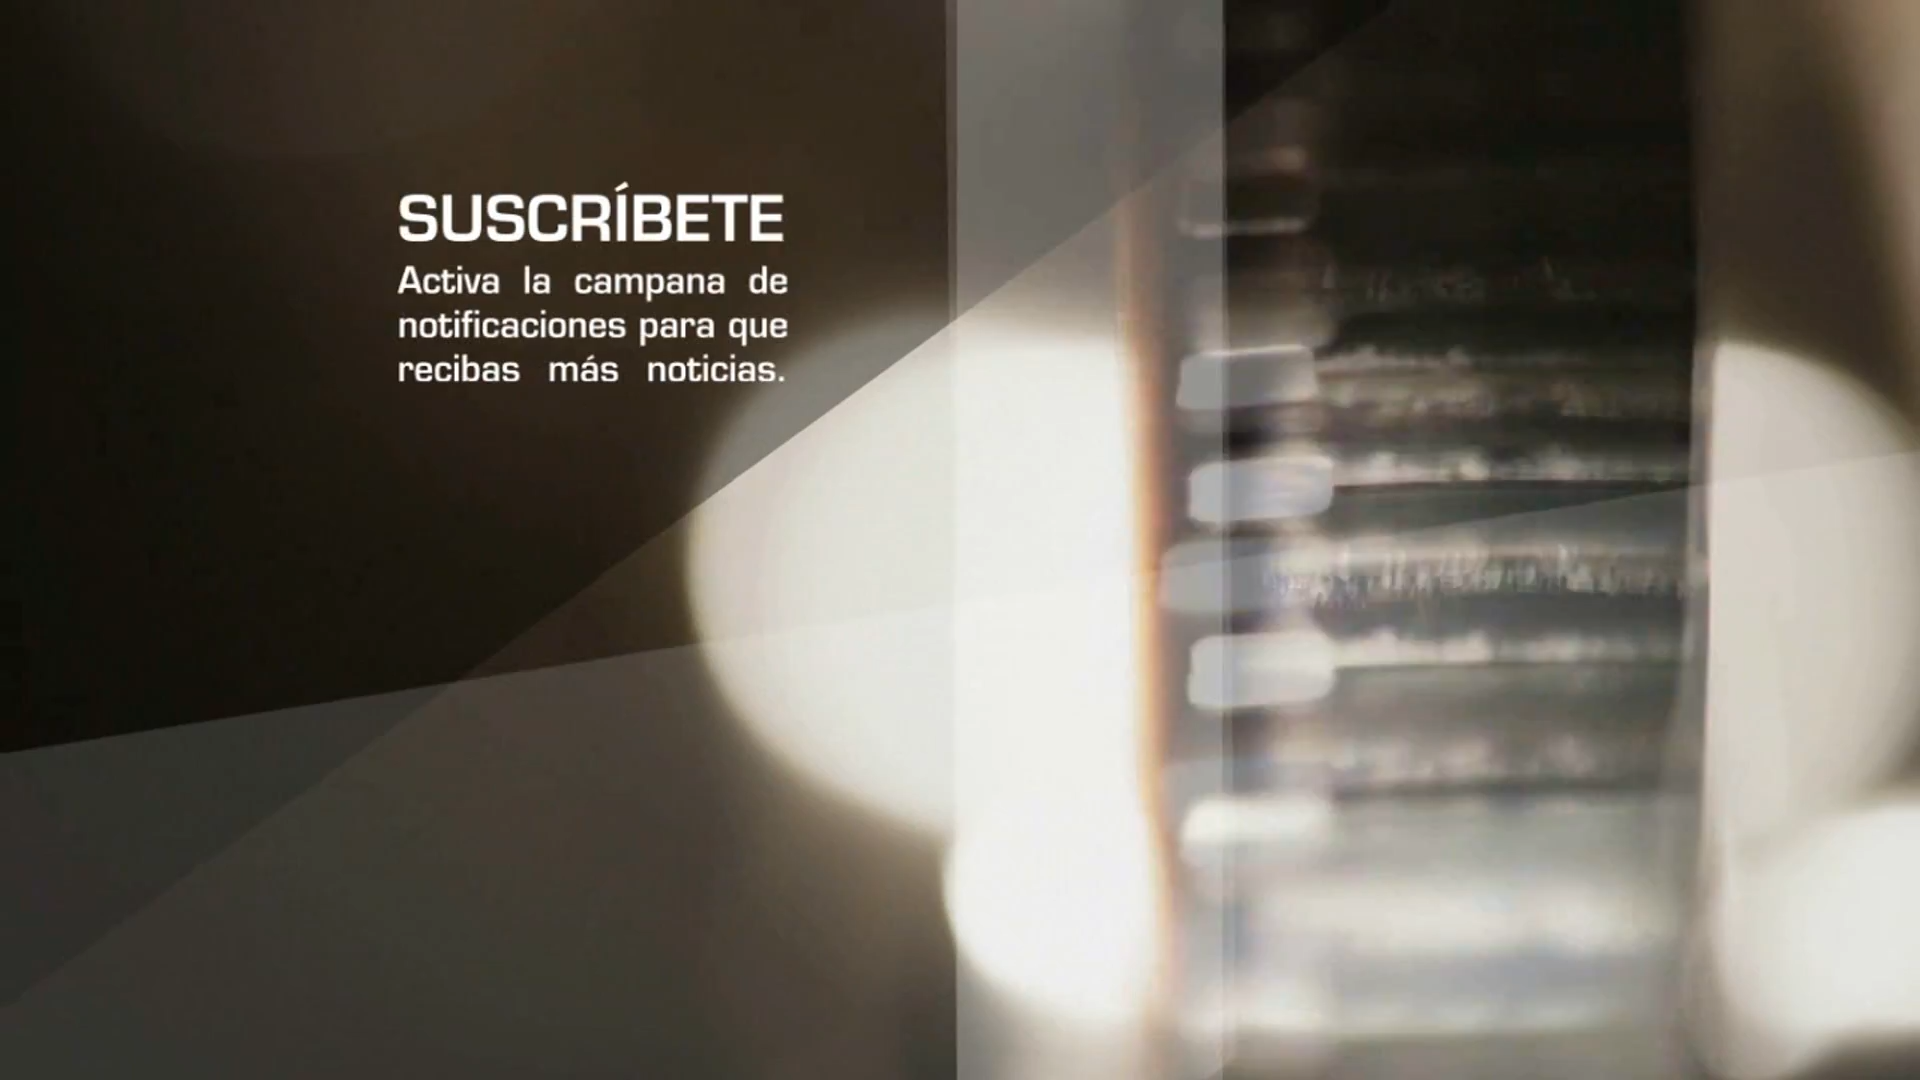 SUSCRÍBETE
Activa la campana de
notificaciones para que
recibas más noticias.